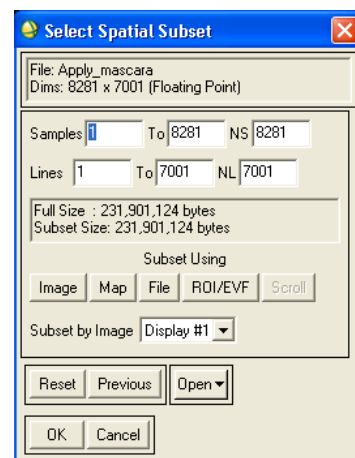 Select Spatial Subset
File: Apply_mascara
Dims: 8281 x 7001 (Floating Point)
Samples 1 To 8281 NS 8281
Lines 1 To 7001 NL 7001
Full Size : 231,901,124 bytes
Subset Size: 231,901,124 bytes
Subset Using
Image Map File ROI/EVF Scroll
Subset by Image Display #1
Reset Previous Open
OK Cancel